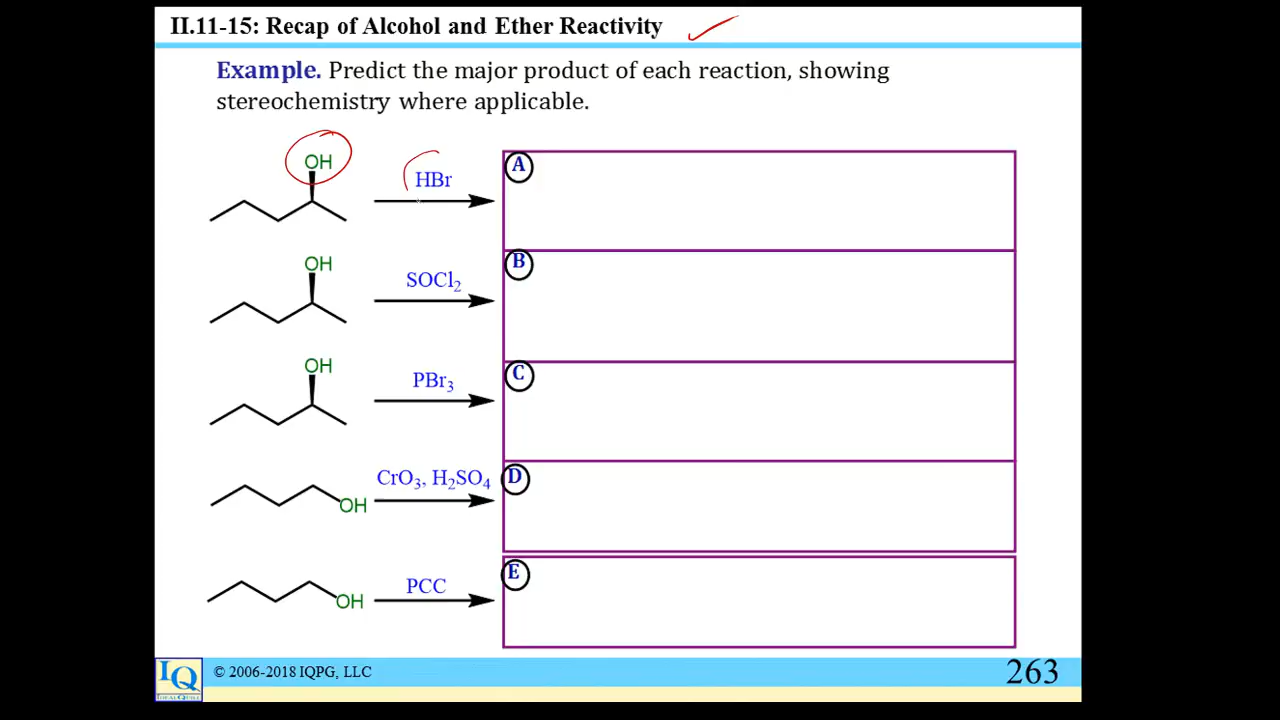 II.11-15: Recap of Alcohol and Ether Reactivity
Example. Predict the major product of each reaction, showing
stereochemistry where applicable.
OH
HBr
A
OH
SOCl2
B
OH
PBr3
C
CrO3, H2SO4
D
OH
PCC
E
OH
IQ
© 2006-2018 IQPG, LLC
263